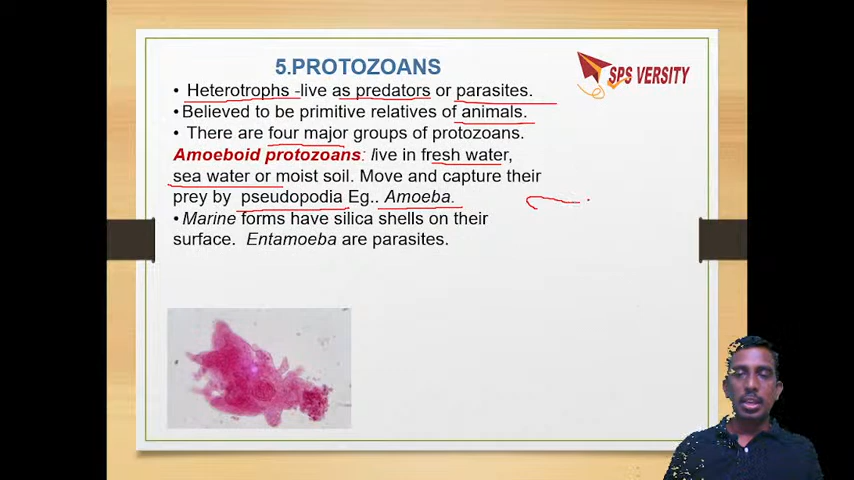 5.PROTOZOANS
SPS VERSITY
• Heterotrophs -live as predators or parasites.
• Believed to be primitive relatives of animals.
• There are four major groups of protozoans.
Amoeboid protozoans: live in fresh water,
sea water or moist soil. Move and capture their
prey by pseudopodia Eg.. Amoeba.
• Marine forms have silica shells on their
surface. Entamoeba are parasites.